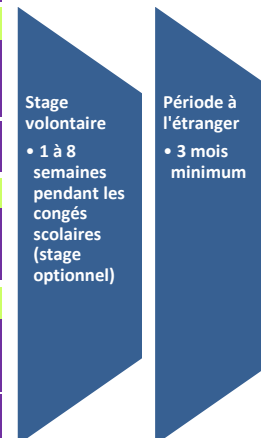 Stage
volontaire
• 1 à 8
semaines
pendant les
congés
scolaires
(stage
optionnel)
Période à
l'étranger
• 3 mois
minimum